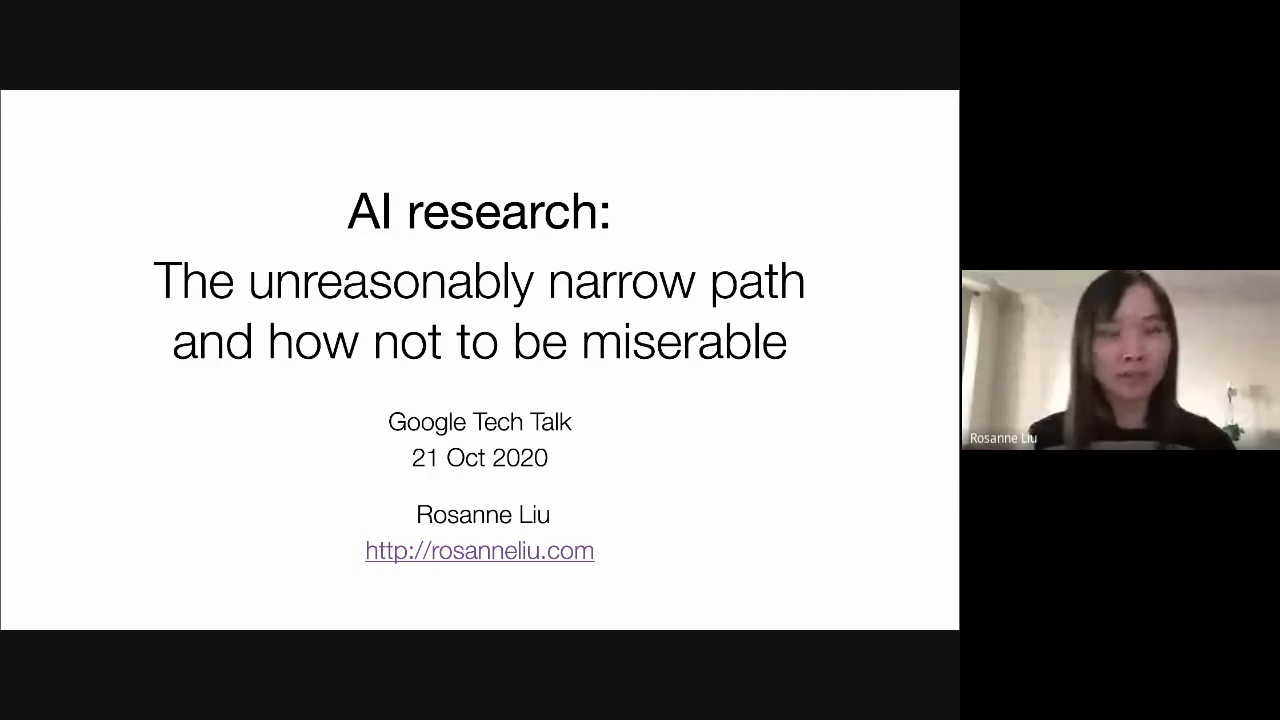 AI research:
The unreasonably narrow path
and how not to be miserable
Google Tech Talk
21 Oct 2020
Rosanne Liu
http://rosanneliu.com
Rosanne Liu